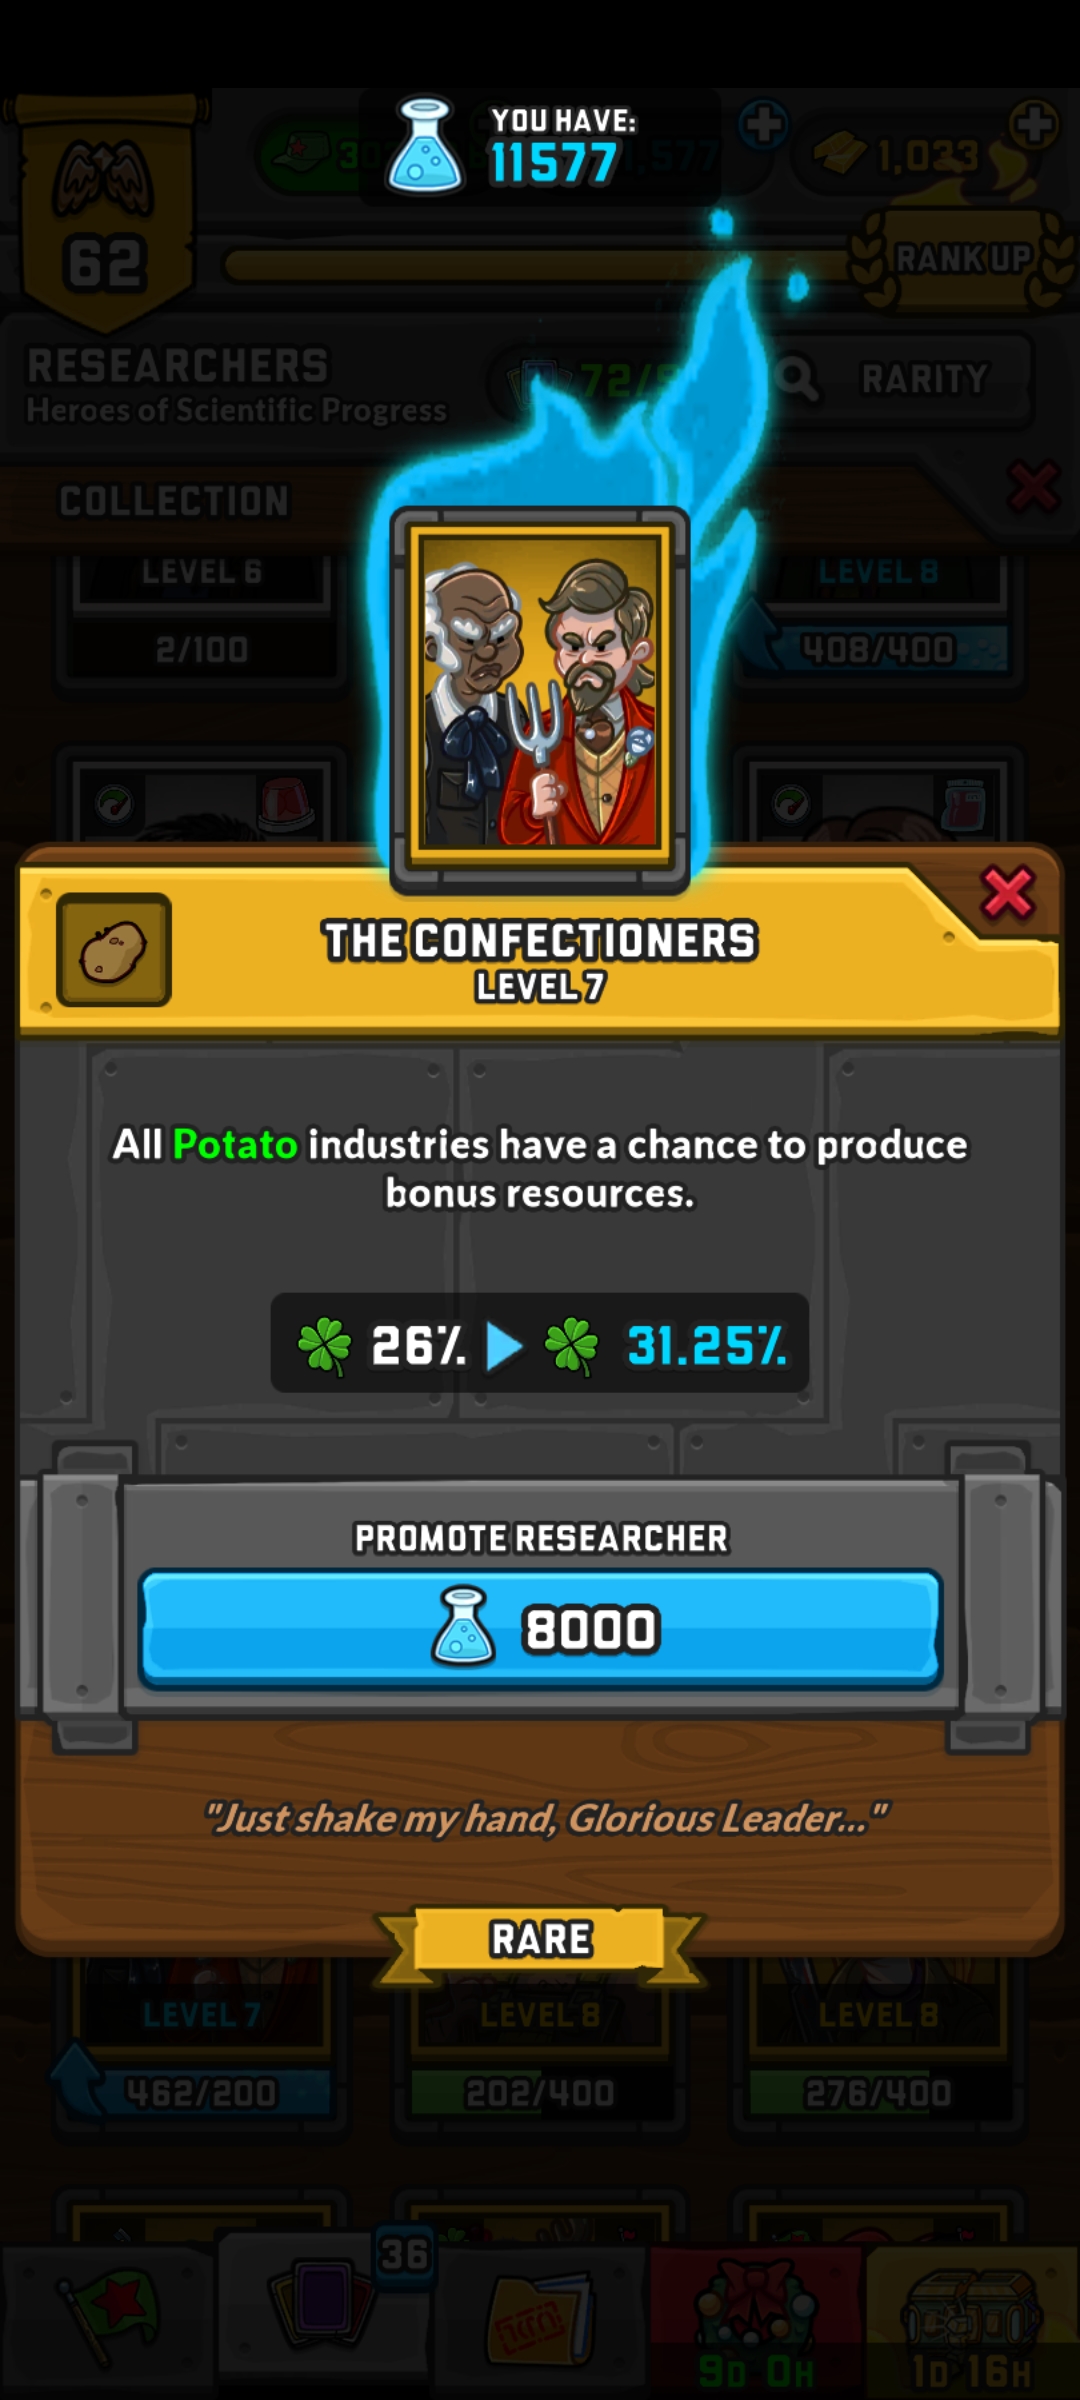 YOU HAVE:
11577
1,033
62
RANK UP
RESEARCHERS
Heroes of Scientific Progress
RARITY
COLLECTION
LEVEL 6
LEVEL 8
2/100
408/400
THE CONFECTIONERS
LEVEL 7
All Potato industries have a chance to produce
bonus resources.
26% 31.25%
PROMOTE RESEARCHER
8000
"Just shake my hand, Glorious Leader..."
RARE
LEVEL 7
LEVEL 8
LEVEL 8
462/200
202/400
276/400
36
9D 0H
1D 16H